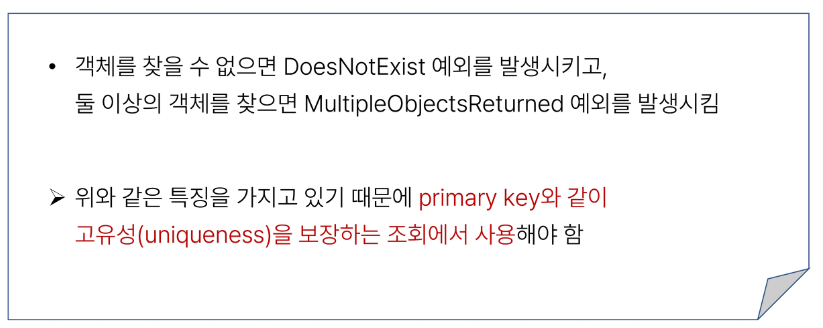 • 객체를 찾을 수 없으면 DoesNotExist 예외를 발생시키고,
둘 이상의 객체를 찾으면 MultipleObjectsReturned 예외를 발생시킴
➢ 위와 같은 특징을 가지고 있기 때문에 primary key와 같이
고유성(uniqueness)을 보장하는 조회에서 사용해야 함